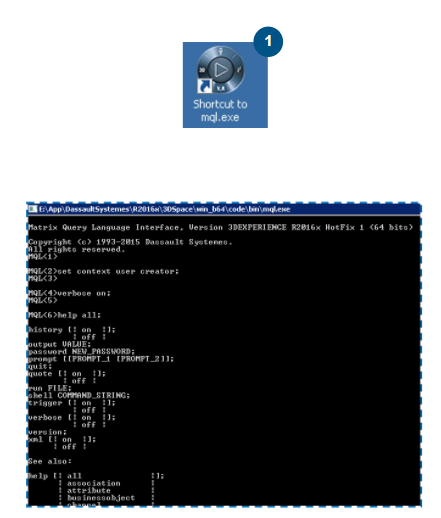 1
Shortcut to
mql.exe
E:\App\DassaultSystemes\R2016x\3DSpace\win_b64\code\bin\mql.exe
Matrix Query Language Interface, Version 3DEXPERIENCE R2016x HotFix 1 (64 bits)
Copyright (c) 1993-2015 Dassault Systemes.
All rights reserved.
MQL<1>
MQL<2>set context user creator;
MQL<3>
MQL<4>verbose on;
MQL<5>
MQL<6>help all;
history [| on |];
| off |
output VALUE;
password NEW_PASSWORD;
prompt [[PROMPT_1 [PROMPT_2]];
quit;
quote [| on |];
| off |
run FILE;
shell COMMAND_STRING;
trigger [| on |];
| off |
verbose [| on |];
| off |
version;
xml [| on |];
| off |
See also:
help [| all |];
| association |
| attribute |
| businessobject |
| channel |